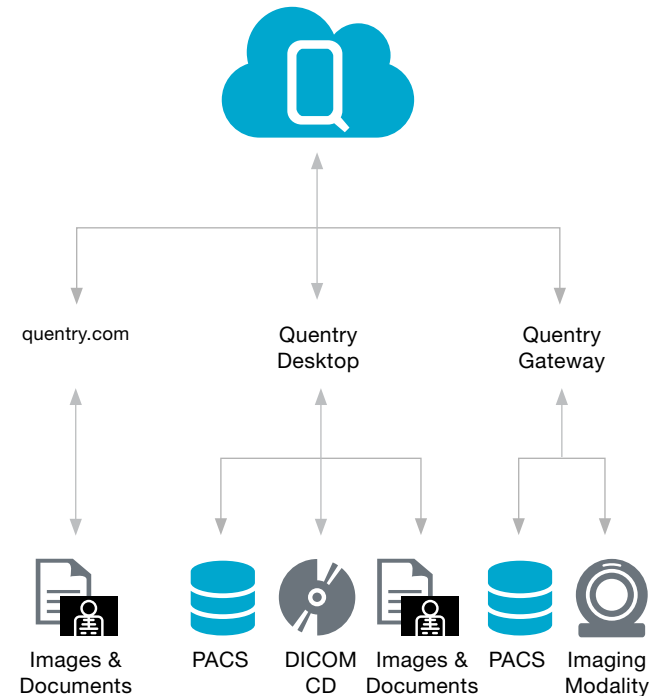 Q
quentry.com
Quentry
Desktop
Quentry
Gateway
Images &
Documents
PACS
DICOM
CD
Images &
Documents
PACS
Imaging
Modality